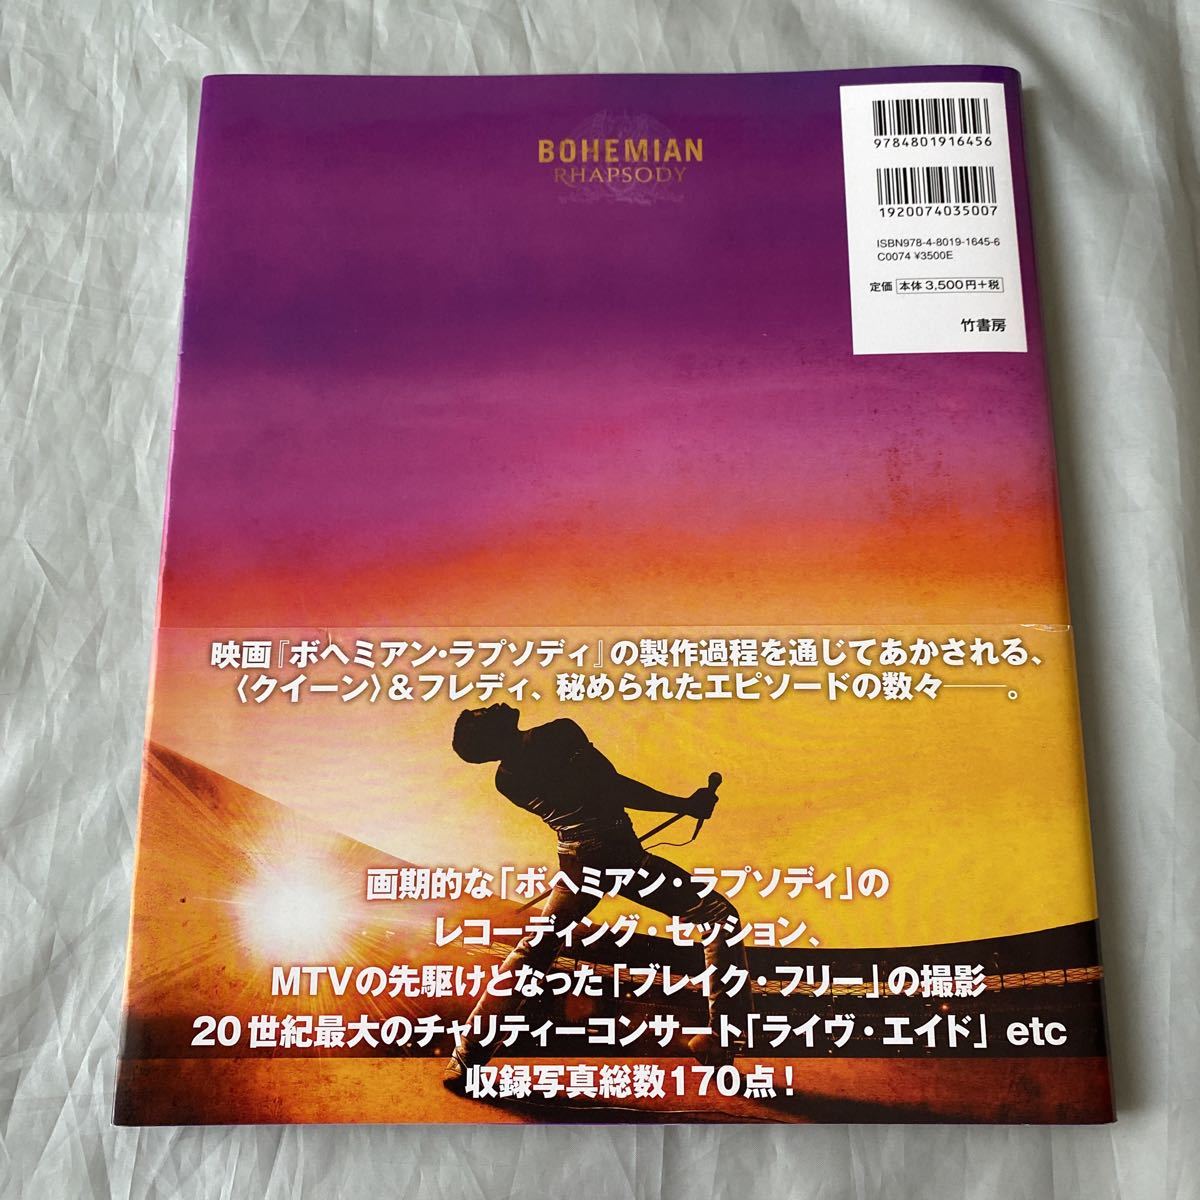 BOHEMIAN
RHAPSODY
9784801916456
1920074035007
ISBN978-4-8019-1645-6
C0074 ¥3500E
定価 本体3,500円+税
竹書房
映画『ボヘミアン・ラプソディ』の製作過程を通じてあかされる、
〈クイーン〉&フレディ、秘められたエピソードの数々――。
画期的な「ボヘミアン・ラプソディ」の
レコーディング・セッション、
MTVの先駆けとなった「ブレイク・フリー」の撮影
20世紀最大のチャリティーコンサート「ライヴ・エイド」 etc
収録写真総数170点!